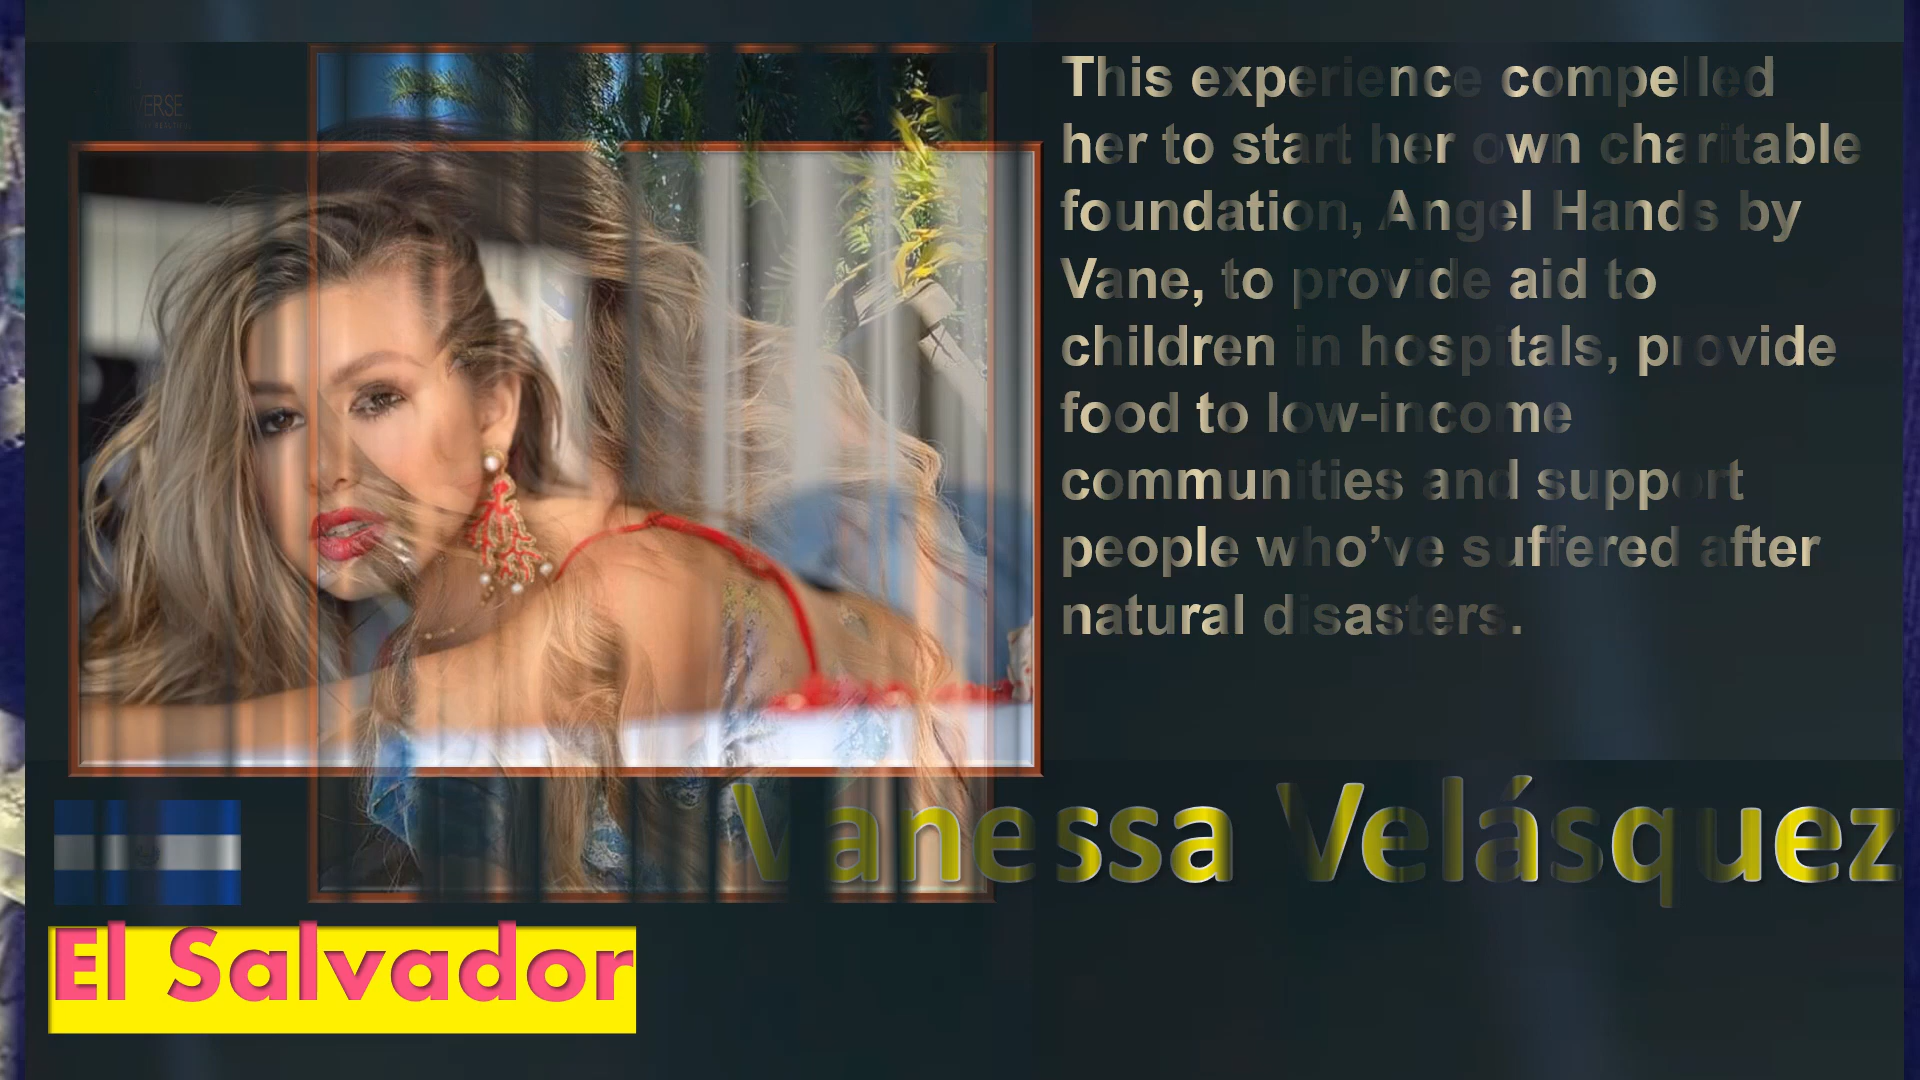 VERSE
This experience compelled
her to start her own charitable
foundation, Angel Hands by
Vane, to provide aid to
children in hospitals, provide
food to low-income
communities and support
people who’ve suffered after
natural disasters.
Vanessa Velásquez
El Salvador